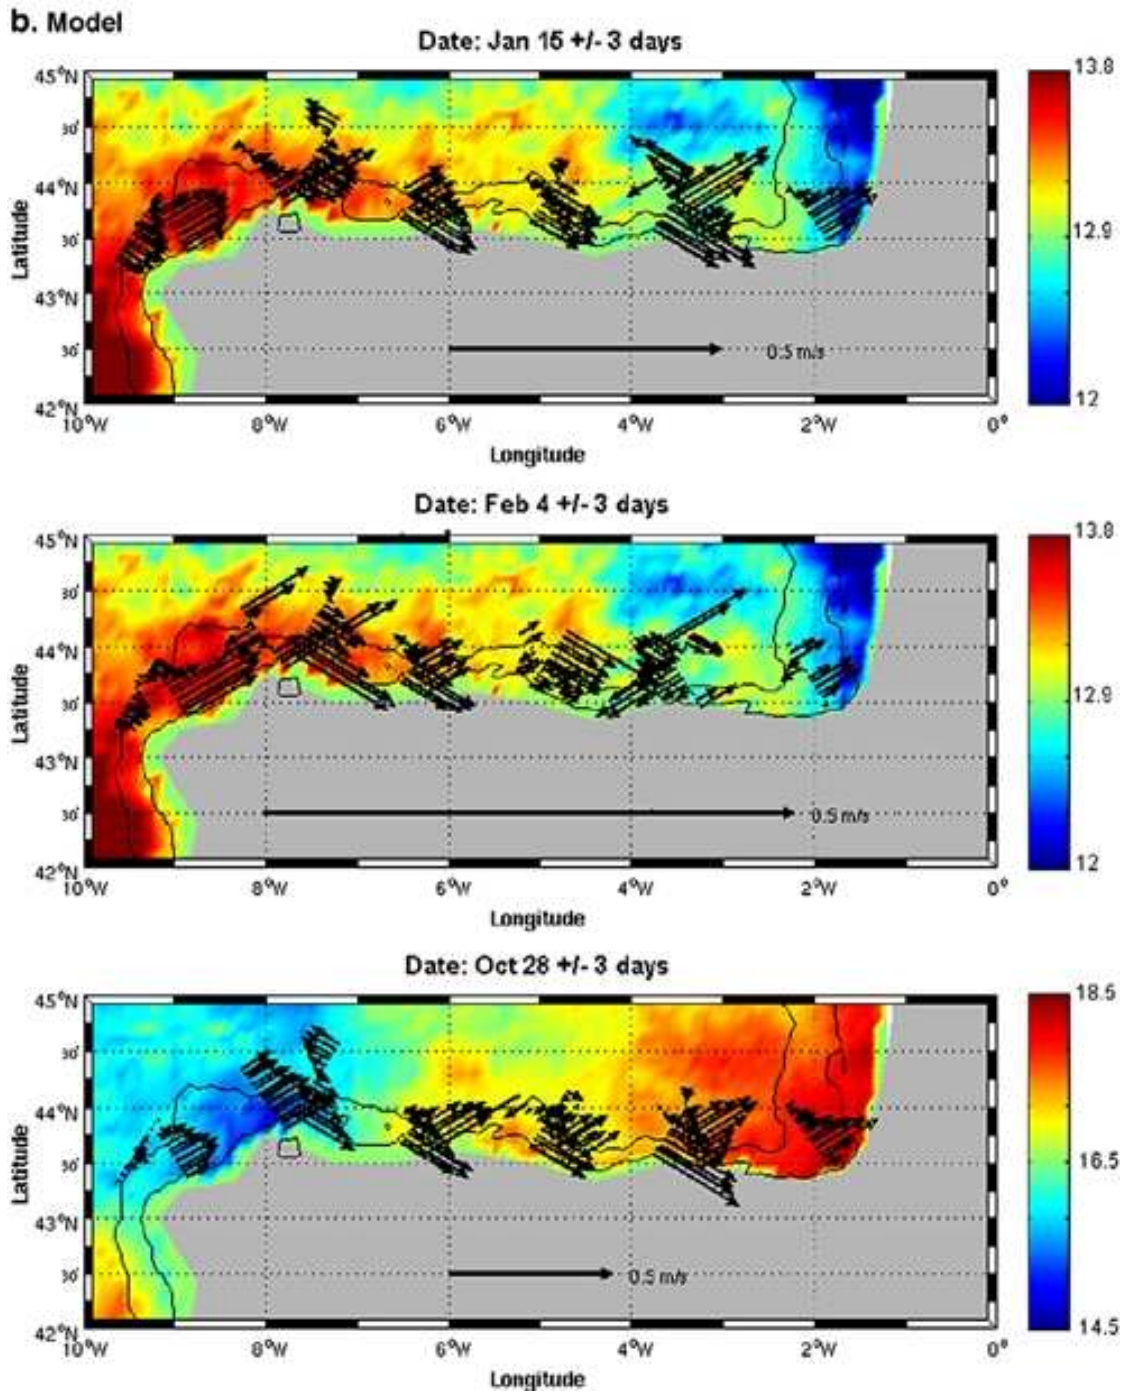 b. Model
Date: Jan 15 +/- 3 days
45°N
30'
44°N
30'
43°N
30'
42°N
Latitude
10°W 8°W 6°W 4°W 2°W 0°
Longitude
0.5 m/s
13.8
12.9
12
Date: Feb 4 +/- 3 days
45°N
30'
44°N
30'
43°N
30'
42°N
Latitude
10°W 8°W 6°W 4°W 2°W 0°
Longitude
0.5 m/s
13.8
12.9
12
Date: Oct 28 +/- 3 days
45°N
30'
44°N
30'
43°N
30'
42°N
Latitude
10°W 8°W 6°W 4°W 2°W 0°
Longitude
0.5 m/s
18.5
16.5
14.5